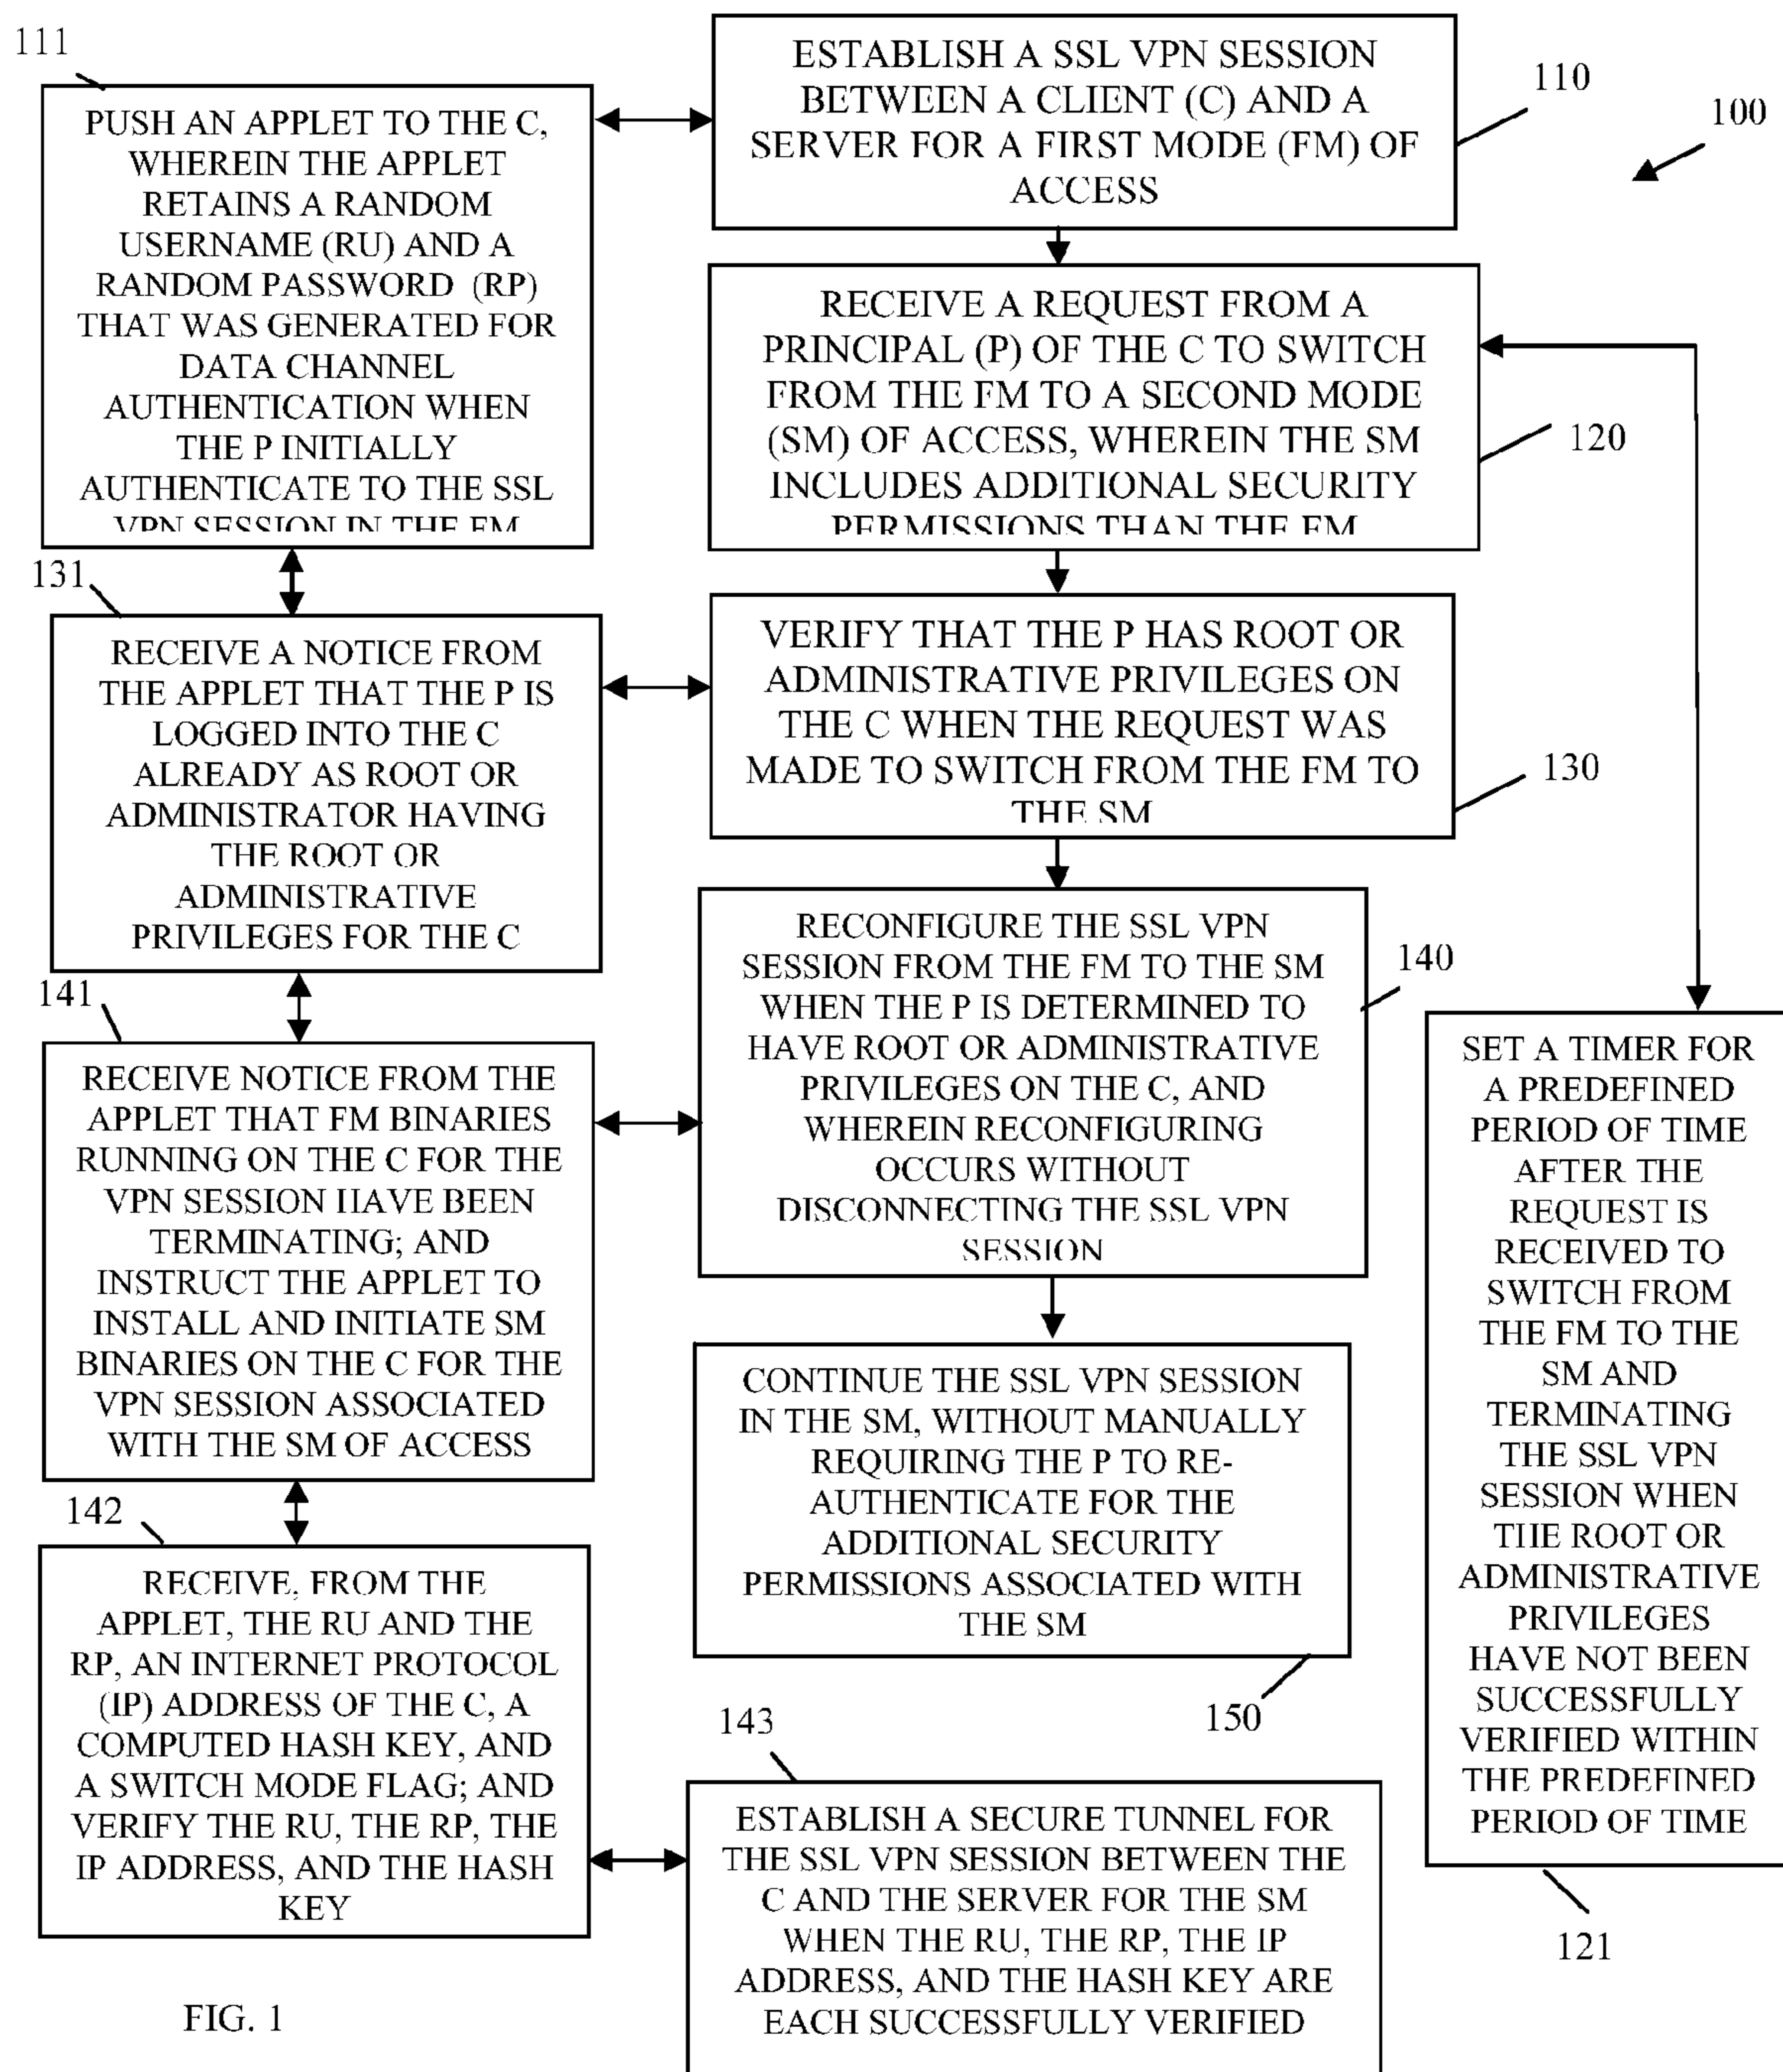 111
PUSH AN APPLET TO THE C,
WHEREIN THE APPLET
RETAINS A RANDOM
USERNAME (RU) AND A
RANDOM PASSWORD (RP)
THAT WAS GENERATED FOR
DATA CHANNEL
AUTHENTICATION WHEN
THE P INITIALLY
AUTHENTICATE TO THE SSL
VPN SESSION IN THE FM
ESTABLISH A SSL VPN SESSION
BETWEEN A CLIENT (C) AND A
SERVER FOR A FIRST MODE (FM) OF
ACCESS
110
100
RECEIVE A REQUEST FROM A
PRINCIPAL (P) OF THE C TO SWITCH
FROM THE FM TO A SECOND MODE
(SM) OF ACCESS, WHEREIN THE SM
INCLUDES ADDITIONAL SECURITY
PERMISSIONS THAN THE FM
120
131
RECEIVE A NOTICE FROM
THE APPLET THAT THE P IS
LOGGED INTO THE C
ALREADY AS ROOT OR
ADMINISTRATOR HAVING
THE ROOT OR
ADMINISTRATIVE
PRIVILEGES FOR THE C
VERIFY THAT THE P HAS ROOT OR
ADMINISTRATIVE PRIVILEGES ON
THE C WHEN THE REQUEST WAS
MADE TO SWITCH FROM THE FM TO
THE SM
130
141
RECEIVE NOTICE FROM THE
APPLET THAT FM BINARIES
RUNNING ON THE C FOR THE
VPN SESSION HAVE BEEN
TERMINATING; AND
INSTRUCT THE APPLET TO
INSTALL AND INITIATE SM
BINARIES ON THE C FOR THE
VPN SESSION ASSOCIATED
WITH THE SM OF ACCESS
RECONFIGURE THE SSL VPN
SESSION FROM THE FM TO THE SM
WHEN THE P IS DETERMINED TO
HAVE ROOT OR ADMINISTRATIVE
PRIVILEGES ON THE C, AND
WHEREIN RECONFIGURING
OCCURS WITHOUT
DISCONNECTING THE SSL VPN
SESSION
140
SET A TIMER FOR
A PREDEFINED
PERIOD OF TIME
AFTER THE
REQUEST IS
RECEIVED TO
SWITCH FROM
THE FM TO THE
SM AND
TERMINATING
THE SSL VPN
SESSION WHEN
THE ROOT OR
ADMINISTRATIVE
PRIVILEGES
HAVE NOT BEEN
SUCCESSFULLY
VERIFIED WITHIN
THE PREDEFINED
PERIOD OF TIME
121
CONTINUE THE SSL VPN SESSION
IN THE SM, WITHOUT MANUALLY
REQUIRING THE P TO RE-
AUTHENTICATE FOR THE
ADDITIONAL SECURITY
PERMISSIONS ASSOCIATED WITH
THE SM
150
142
RECEIVE, FROM THE
APPLET, THE RU AND THE
RP, AN INTERNET PROTOCOL
(IP) ADDRESS OF THE C, A
COMPUTED HASH KEY, AND
A SWITCH MODE FLAG; AND
VERIFY THE RU, THE RP, THE
IP ADDRESS, AND THE HASH
KEY
143
ESTABLISH A SECURE TUNNEL FOR
THE SSL VPN SESSION BETWEEN THE
C AND THE SERVER FOR THE SM
WHEN THE RU, THE RP, THE IP
ADDRESS, AND THE HASH KEY ARE
EACH SUCCESSFULLY VERIFIED
FIG. 1